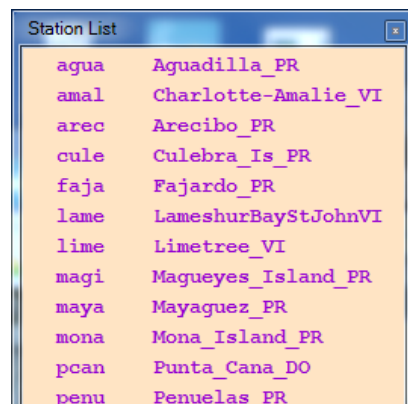 Station List
agua Aguadilla_PR
amal Charlotte-Amalie_VI
arec Arecibo_PR
cule Culebra_Is_PR
faja Fajardo_PR
lame LameshurBayStJohnVI
lime Limetree_VI
magi Magueyes_Island_PR
maya Mayaguez_PR
mona Mona_Island_PR
pcan Punta_Cana_DO
penu Penuelas_PR